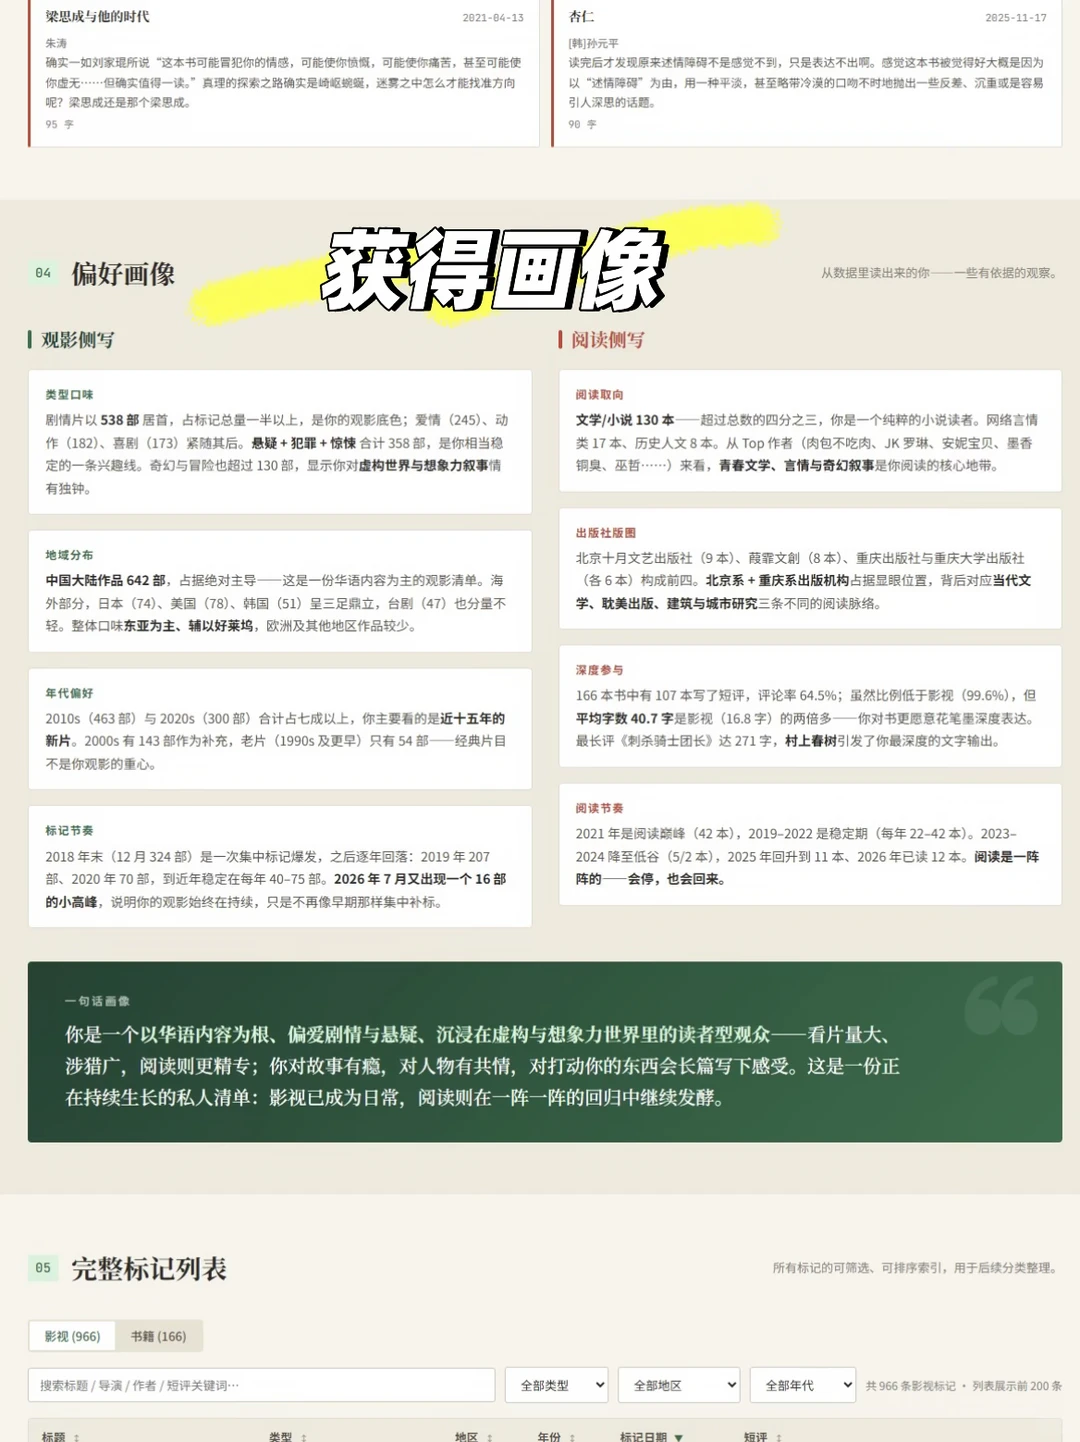 梁思成与他的时代
2021-04-13
朱涛
确实一如刘家琨所说“这本书可能冒犯你的情感，可能使你愤慨，可能使你痛苦，甚至可能使
你虚无……但确实值得一读。”真理的探索之路确实是崎岖蜿蜒，迷雾之中怎么才能找准方向
呢？梁思成还是那个梁思成。
95 字
杏仁
2025-11-17
[韩]孙元平
读完后才发现原来述情障碍不是感觉不到，只是表达不出啊。感觉这本书被觉得好大概是因为
以“述情障碍”为由，用一种平淡，甚至略带冷漠的口吻不时地抛出一些反差、沉重或是容易
引人深思的话题。
90 字
获得画像
04 偏好画像
从数据里读出来的你——一些有依据的观察。
观影侧写
类型口味
剧情片以 538 部 居首，占标记总量一半以上，是你的观影底色；爱情（245）、动
作（182）、喜剧（173）紧随其后。悬疑 + 犯罪 + 惊悚 合计 358 部，是你相当稳
定的一条兴趣线。奇幻与冒险也超过 130 部，显示你对虚构世界与想象力叙事情
有独钟。
地域分布
中国大陆作品 642 部，占据绝对主导——这是一份华语内容为主的观影清单。海
外部分，日本（74）、美国（78）、韩国（51）呈三足鼎立，台剧（47）也分量不
轻。整体口味东亚为主、辅以好莱坞，欧洲及其他地区作品较少。
年代偏好
2010s（463 部）与 2020s（300 部）合计占七成以上，你主要看的是近十五年的
新片。2000s 有 143 部作为补充，老片（1990s 及更早）只有 54 部——经典片目
不是你观影的重心。
标记节奏
2018 年末（12 月 324 部）是一次集中标记爆发，之后逐年回落：2019 年 207
部、2020 年 70 部，到近年稳定在每年 40–75 部。2026 年 7 月又出现一个 16 部
的小高峰，说明你的观影始终在持续，只是不再像早期那样集中补标。
阅读侧写
阅读取向
文学/小说 130 本——超过总数的四分之三，你是一个纯粹的小说读者。网络言情
类 17 本、历史人文 8 本。从 Top 作者（肉包不吃肉、JK 罗琳、安妮宝贝、墨香
铜臭、巫哲……）来看，青春文学、言情与奇幻叙事是你阅读的核心地带。
出版社版图
北京十月文艺出版社（9 本）、葭霏文創（8 本）、重庆出版社与重庆大学出版社
（各 6 本）构成前四。北京系 + 重庆系出版机构占据显眼位置，背后对应当代文
学、耽美出版、建筑与城市研究三条不同的阅读脉络。
深度参与
166 本书中有 107 本写了短评，评论率 64.5%；虽然比例低于影视（99.6%），但
平均字数 40.7 字是影视（16.8 字）的两倍多——你对书更愿意花笔墨深度表达。
最长评《刺杀骑士团长》达 271 字，村上春树引发了你最深度的文字输出。
阅读节奏
2021 年是阅读巅峰（42 本），2019–2022 是稳定期（每年 22–42 本）。2023–
2024 降至低谷（5/2 本），2025 年回升到 11 本、2026 年已读 12 本。阅读是一阵
阵的——会停，也会回来。
一句话画像
你是一个以华语内容为根、偏爱剧情与悬疑、沉浸在虚构与想象力世界里的读者型观众——看片量大、
涉猎广，阅读则更精专；你对故事有瘾，对人物有共情，对打动你的东西会长篇写下感受。这是一份正
在持续生长的私人清单：影视已成为日常，阅读则在一阵一阵的回归中继续发酵。
05 完整标记列表
所有标记的可筛选、可排序索引，用于后续分类整理。
影视 (966) 书籍 (166)
搜索标题 / 导演 / 作者 / 短评关键词… 全部类型 全部地区 全部年代 共 966 条影视标记 · 列表展示前 200 条
标题 类型 地区 年份 标记日期 ▼ 短评